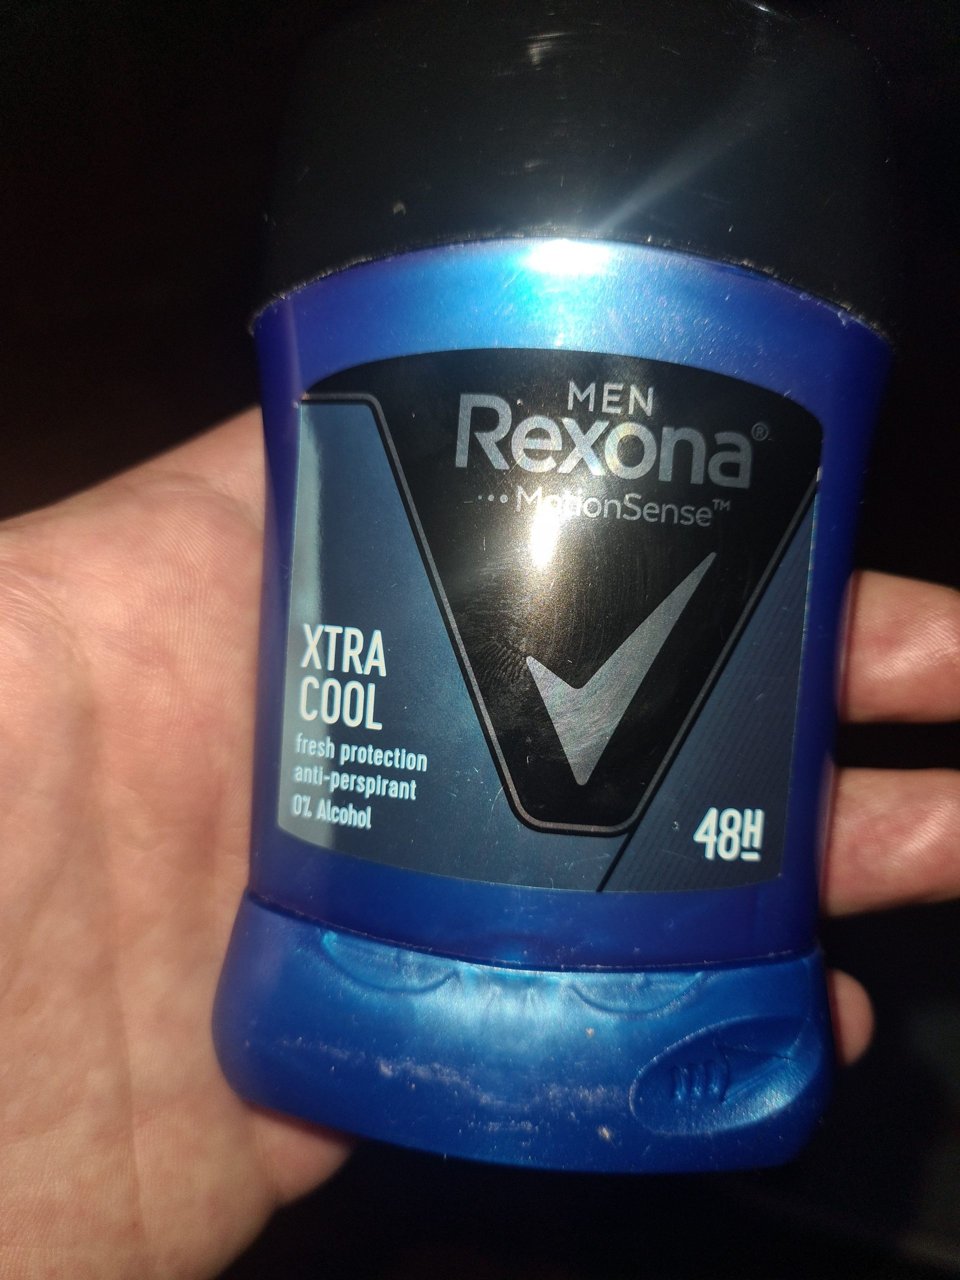 MEN
Rexona®
...MotionSense™
XTRA
COOL
fresh protection
anti-perspirant
0% Alcohol
48H